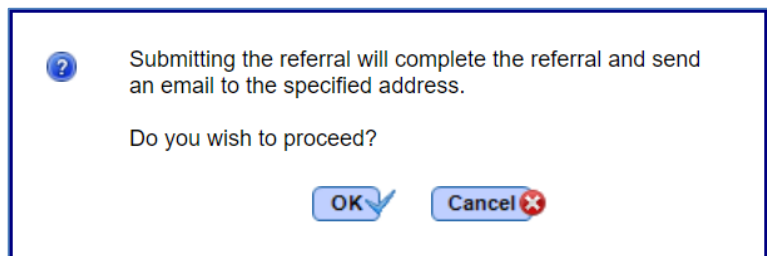 Submitting the referral will complete the referral and send
an email to the specified address.
Do you wish to proceed?
OK Cancel